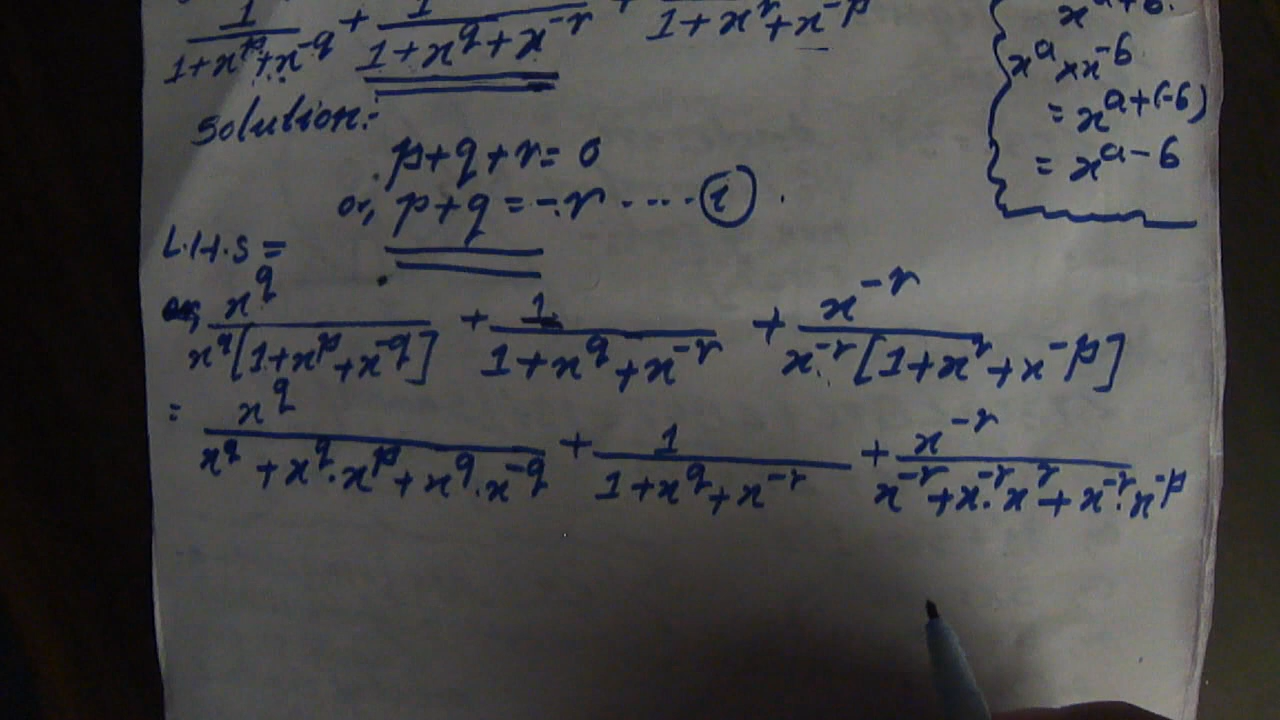 1/(1+x^p+x^-q) + 1/(1+x^q+x^-r) + 1/(1+x^r+x^-p)
Solution:-
p+q+r=0
or, p+q=-r ---- (i)
L.H.S =
x^q/(x^q[1+x^p+x^-q]) + 1/(1+x^q+x^-r) + x^-r/(x^-r[1+x^r+x^-p])
= x^q/(x^q+x^q.x^p+x^q.x^-q) + 1/(1+x^q+x^-r) + x^-r/(x^-r+x^-r.x^r+x^-r.x^-p)
x^a+b
x^a×x^-b
=x^a+(-b)
=x^a-b